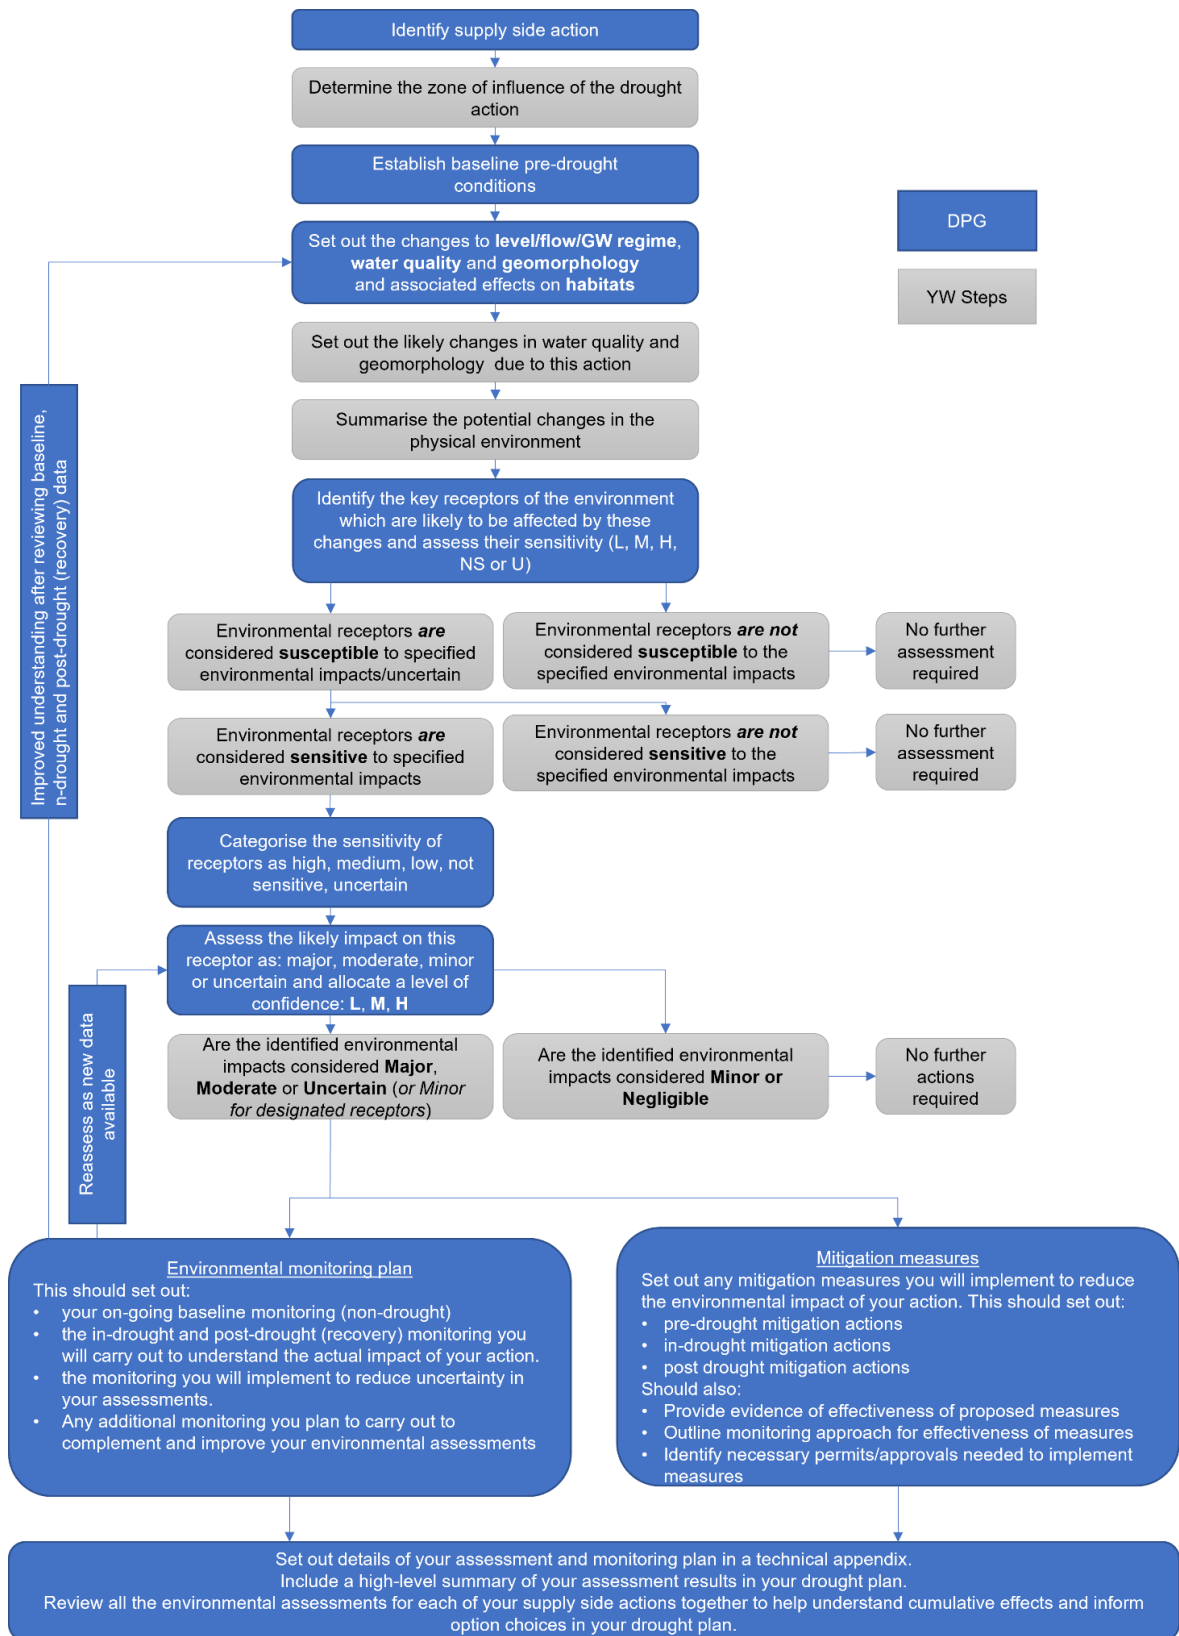 Identify supply side action
Determine the zone of influence of the drought
action
Establish baseline pre-drought
conditions
DPG
Set out the changes to level/flow/GW regime,
water quality and geomorphology
and associated effects on habitats
YW Steps
Set out the likely changes in water quality and
geomorphology due to this action
Summarise the potential changes in the
physical environment
Improved understanding after reviewing baseline,
n-drought and post-drought (recovery) data
Identify the key receptors of the environment
which are likely to be affected by these
changes and assess their sensitivity (L, M, H,
NS or U)
Environmental receptors are
considered susceptible to specified
environmental impacts/uncertain
Environmental receptors are not
considered susceptible to the
specified environmental impacts
No further
assessment
required
Environmental receptors are
considered sensitive to specified
environmental impacts
Environmental receptors are not
considered sensitive to the
specified environmental impacts
No further
assessment
required
Categorise the sensitivity of
receptors as high, medium, low, not
sensitive, uncertain
Assess the likely impact on this
receptor as: major, moderate, minor
or uncertain and allocate a level of
confidence: L, M, H
Reassess as new data
available
Are the identified environmental
impacts considered Major,
Moderate or Uncertain (or Minor
for designated receptors)
Are the identified environmental
impacts considered Minor or
Negligible
No further
actions
required
Environmental monitoring plan
This should set out:
• your on-going baseline monitoring (non-drought)
• the in-drought and post-drought (recovery) monitoring you
will carry out to understand the actual impact of your action.
• the monitoring you will implement to reduce uncertainty in
your assessments.
• Any additional monitoring you plan to carry out to
complement and improve your environmental assessments
Mitigation measures
Set out any mitigation measures you will implement to reduce
the environmental impact of your action. This should set out:
• pre-drought mitigation actions
• in-drought mitigation actions
• post drought mitigation actions
Should also:
• Provide evidence of effectiveness of proposed measures
• Outline monitoring approach for effectiveness of measures
• Identify necessary permits/approvals needed to implement
measures
Set out details of your assessment and monitoring plan in a technical appendix.
Include a high-level summary of your assessment results in your drought plan.
Review all the environmental assessments for each of your supply side actions together to help understand cumulative effects and inform
option choices in your drought plan.